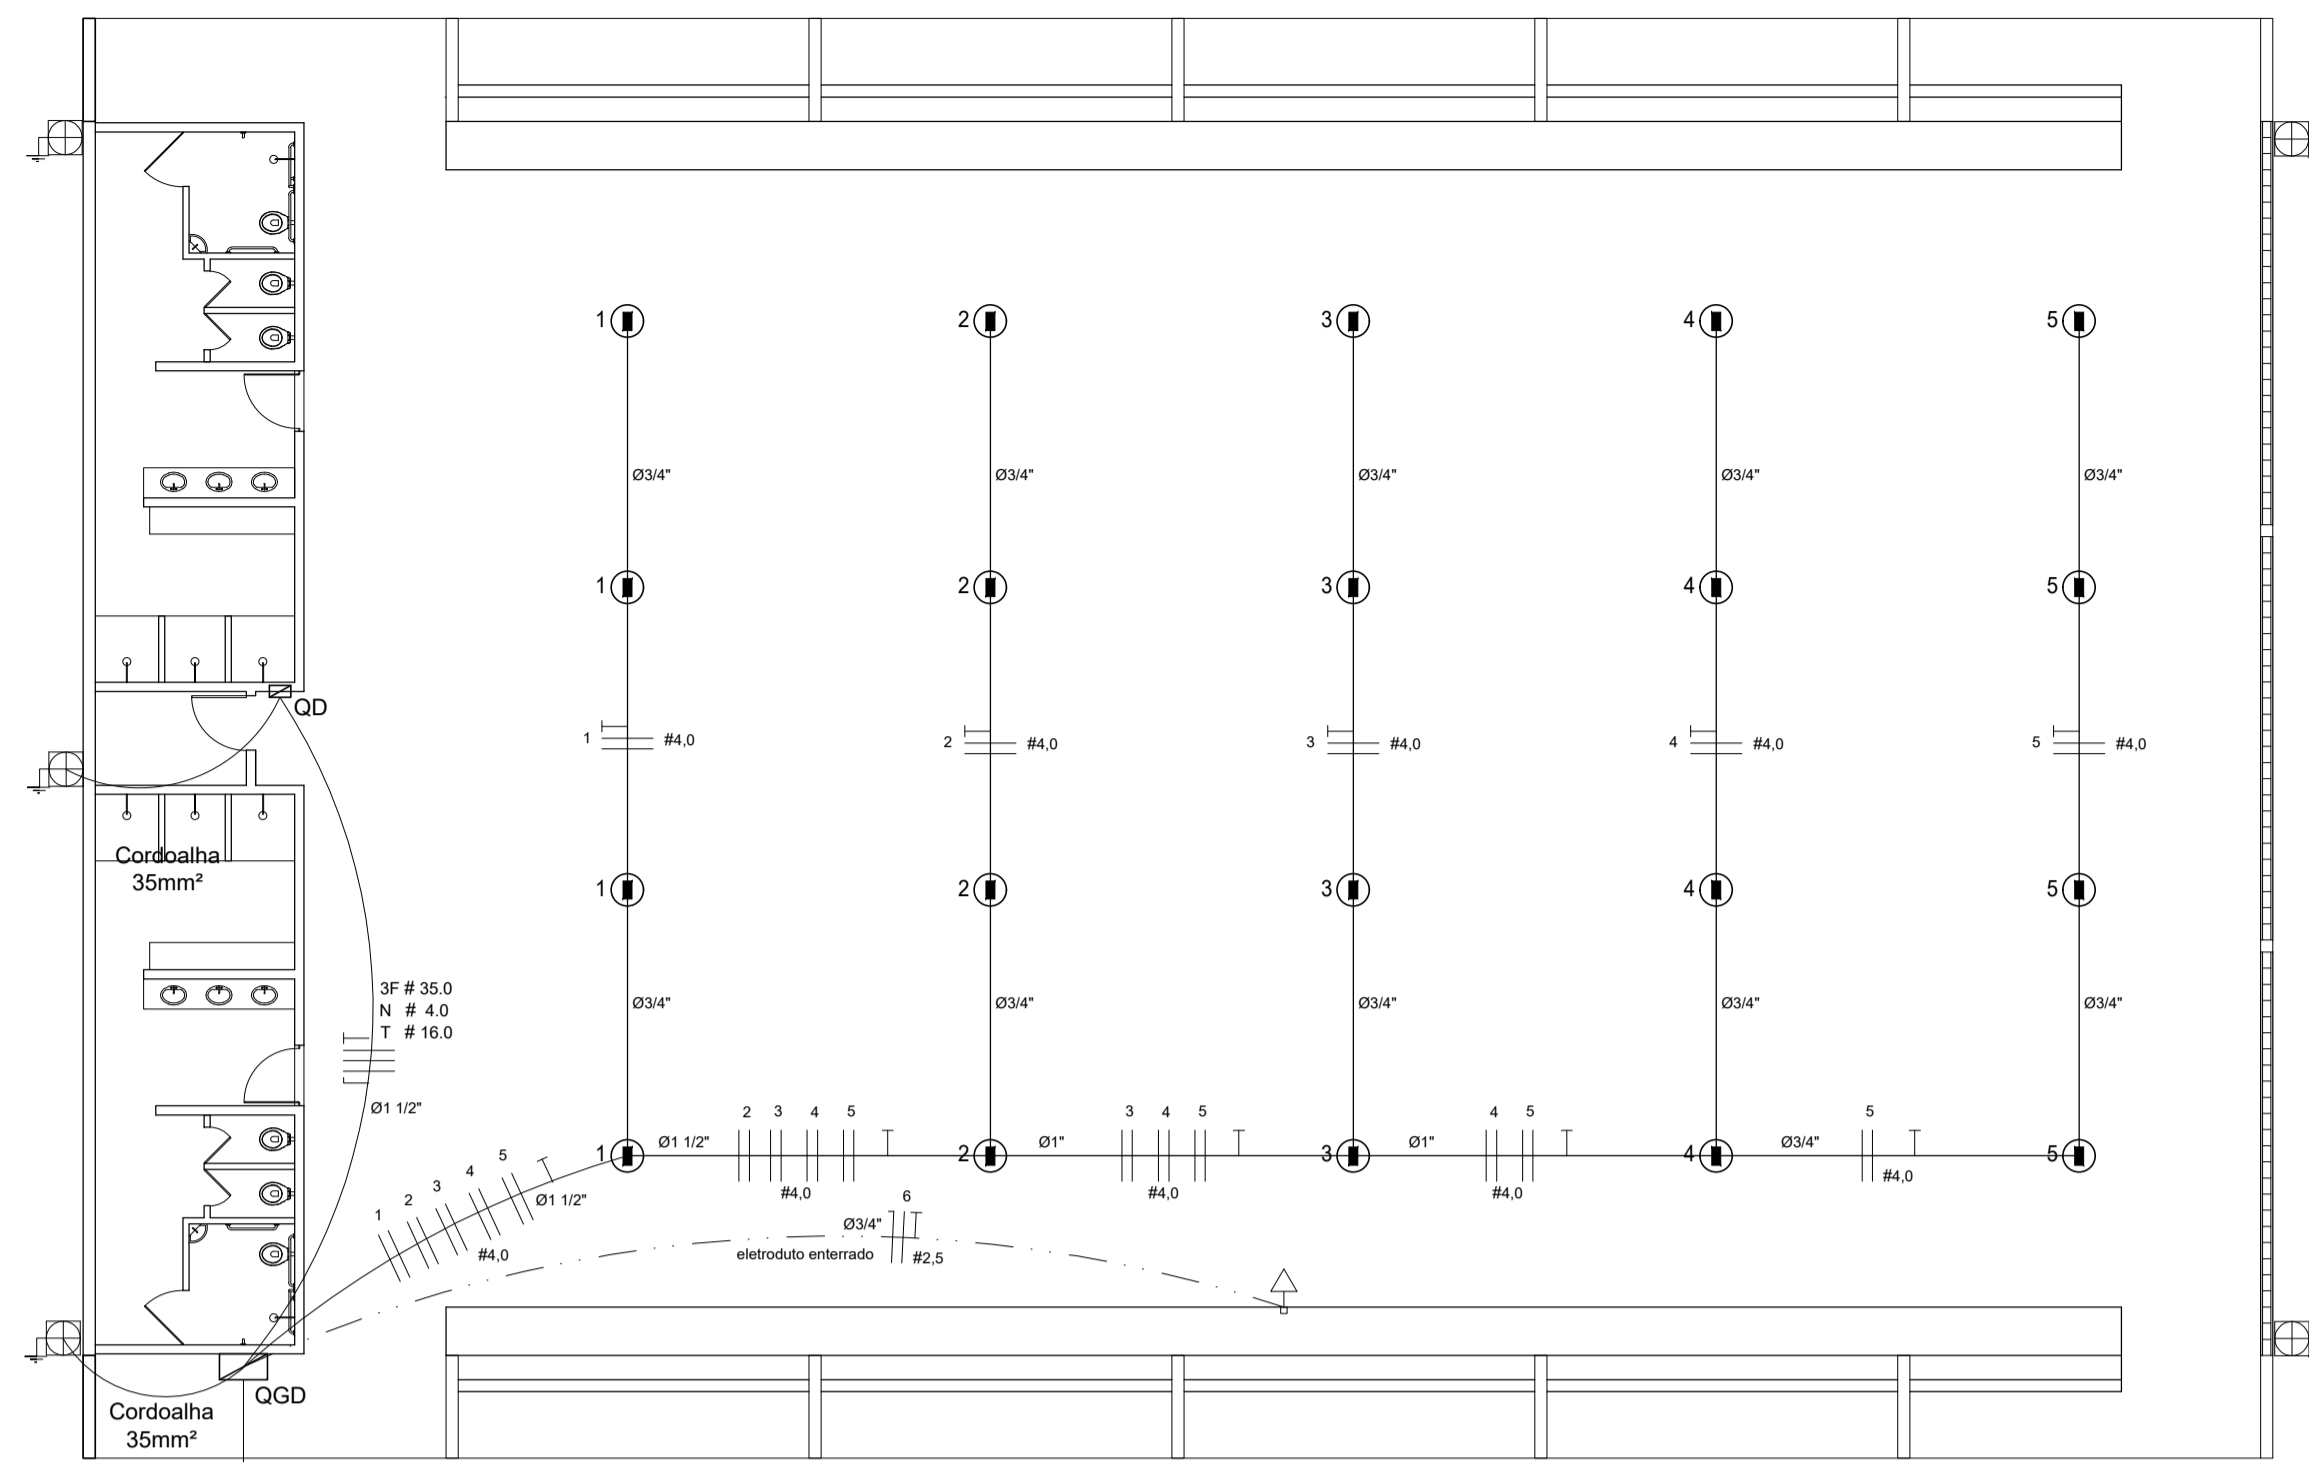 1 2 3 4 5
Ø3/4" Ø3/4" Ø3/4" Ø3/4" Ø3/4"
1 2 3 4 5
QD
1 #4,0 2 #4,0 3 #4,0 4 #4,0 5 #4,0
Cordoalha
35mm²
1 2 3 4 5
3F # 35.0
N # 4.0
T # 16.0
Ø3/4" Ø3/4" Ø3/4" Ø3/4" Ø3/4"
Ø1 1/2"
2 3 4 5 3 4 5 4 5 5
1 Ø1 1/2" 2 Ø1" 3 Ø1" 4 Ø3/4" 5
#4,0 #4,0 #4,0 #4,0
1 2 3 4 5
Ø1 1/2"
#4,0
6
Ø3/4"
eletroduto enterrado #2,5
QGD
Cordoalha
35mm²